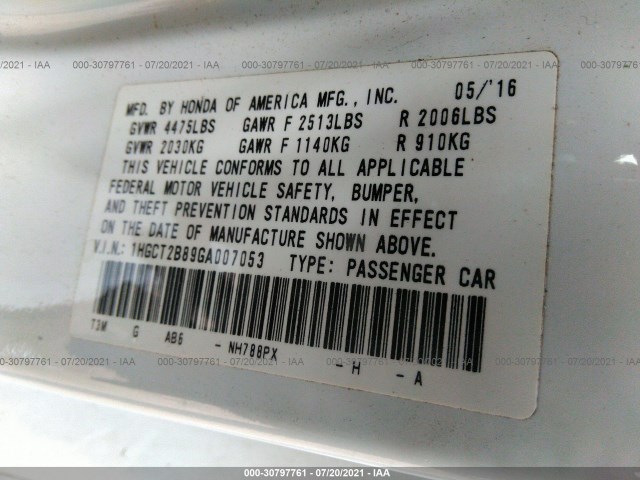 000-30797761 - 07/20/2021 - IAA
MFD. BY HONDA OF AMERICA MFG., INC. 05/'16
GVWR 4475LBS GAWR F 2513LBS R 2006LBS
GVWR 2030KG GAWR F 1140KG R 910KG
THIS VEHICLE CONFORMS TO ALL APPLICABLE
FEDERAL MOTOR VEHICLE SAFETY, BUMPER,
AND THEFT PREVENTION STANDARDS IN EFFECT
ON THE DATE OF MANUFACTURE SHOWN ABOVE.
V.I.N.: 1HGCT2B89GA007053 TYPE: PASSENGER CAR
T3M G AB6 - NH788PX - H - A
000-30797761 - 07/20/2021 - IAA